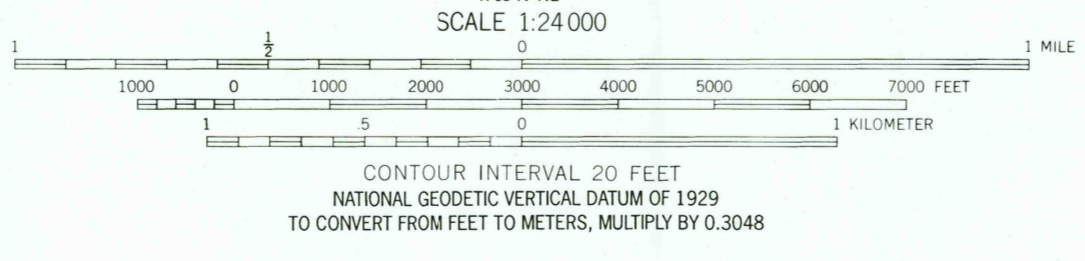 SCALE 1:24 000
1 ½ 0 1 MILE
1000 0 1000 2000 3000 4000 5000 6000 7000 FEET
1 .5 0 1 KILOMETER
CONTOUR INTERVAL 20 FEET
NATIONAL GEODETIC VERTICAL DATUM OF 1929
TO CONVERT FROM FEET TO METERS, MULTIPLY BY 0.3048